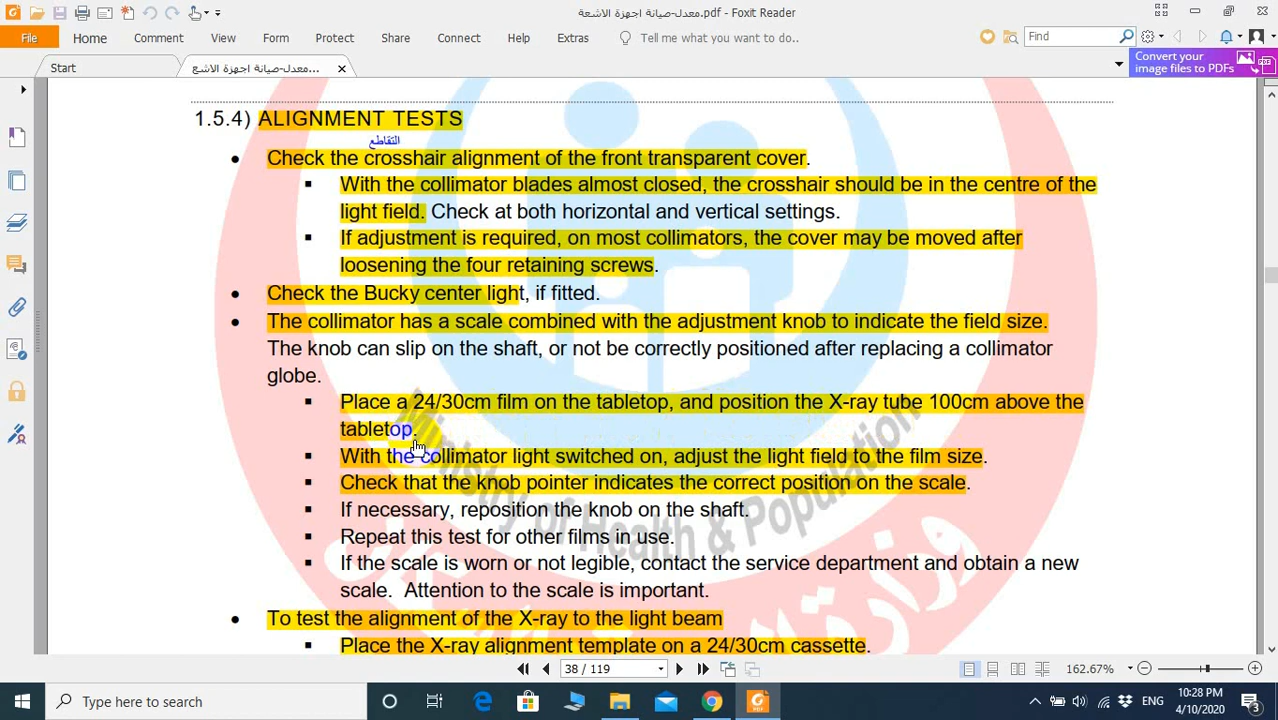 معدل-صيانة اجهزة الاشعة.pdf - Foxit Reader
File Home Comment View Form Protect Share Connect Help Extras Tell me what you want to do.. Find
Start
معدل-صيانة اجهزة الاشع...
Convert your
image files to PDFs
1.5.4) ALIGNMENT TESTS
التقاطع
• Check the crosshair alignment of the front transparent cover.
▪ With the collimator blades almost closed, the crosshair should be in the centre of the
light field. Check at both horizontal and vertical settings.
▪ If adjustment is required, on most collimators, the cover may be moved after
loosening the four retaining screws.
• Check the Bucky center light, if fitted.
• The collimator has a scale combined with the adjustment knob to indicate the field size.
The knob can slip on the shaft, or not be correctly positioned after replacing a collimator
globe.
▪ Place a 24/30cm film on the tabletop, and position the X-ray tube 100cm above the
tabletop.
▪ With the collimator light switched on, adjust the light field to the film size.
▪ Check that the knob pointer indicates the correct position on the scale.
▪ If necessary, reposition the knob on the shaft.
▪ Repeat this test for other films in use.
▪ If the scale is worn or not legible, contact the service department and obtain a new
scale. Attention to the scale is important.
• To test the alignment of the X-ray to the light beam
▪ Place the X-ray alignment template on a 24/30cm cassette.
Ministry of Health & Population
وزارة
38 / 119
162.67%
Type here to search
ENG
10:28 PM
4/10/2020
3